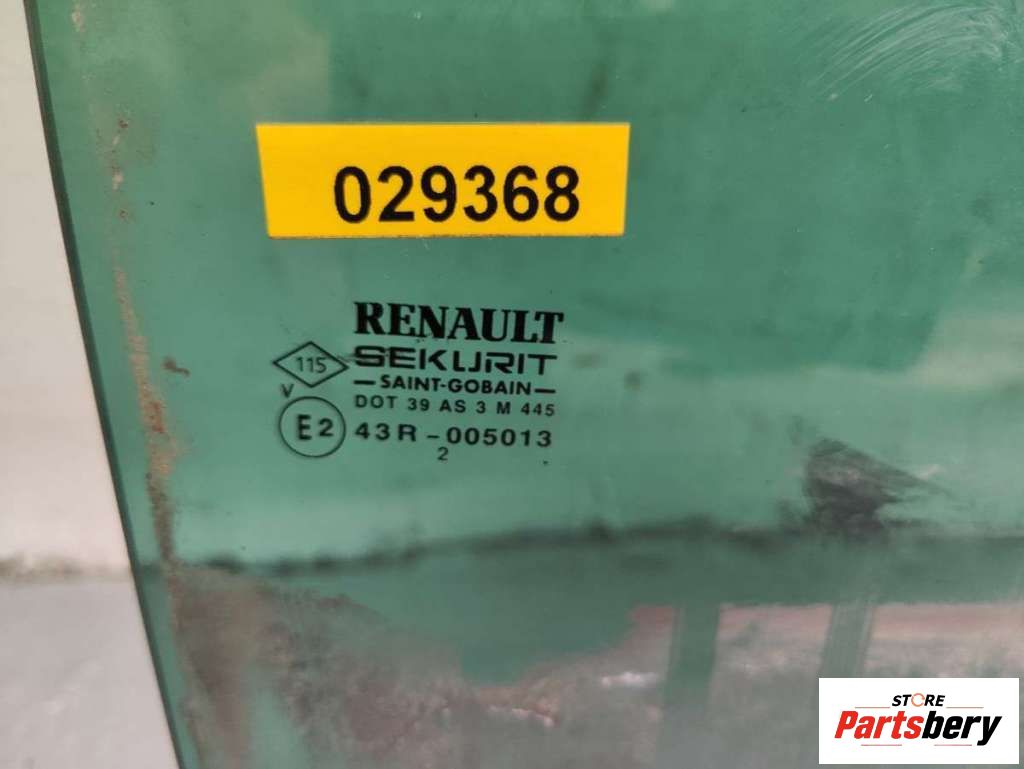 029368
RENAULT
115 SEKURIT
V —SAINT-GOBAIN—
DOT 39 AS 3 M 445
E2 43R-005013
2
STORE
Partsbery